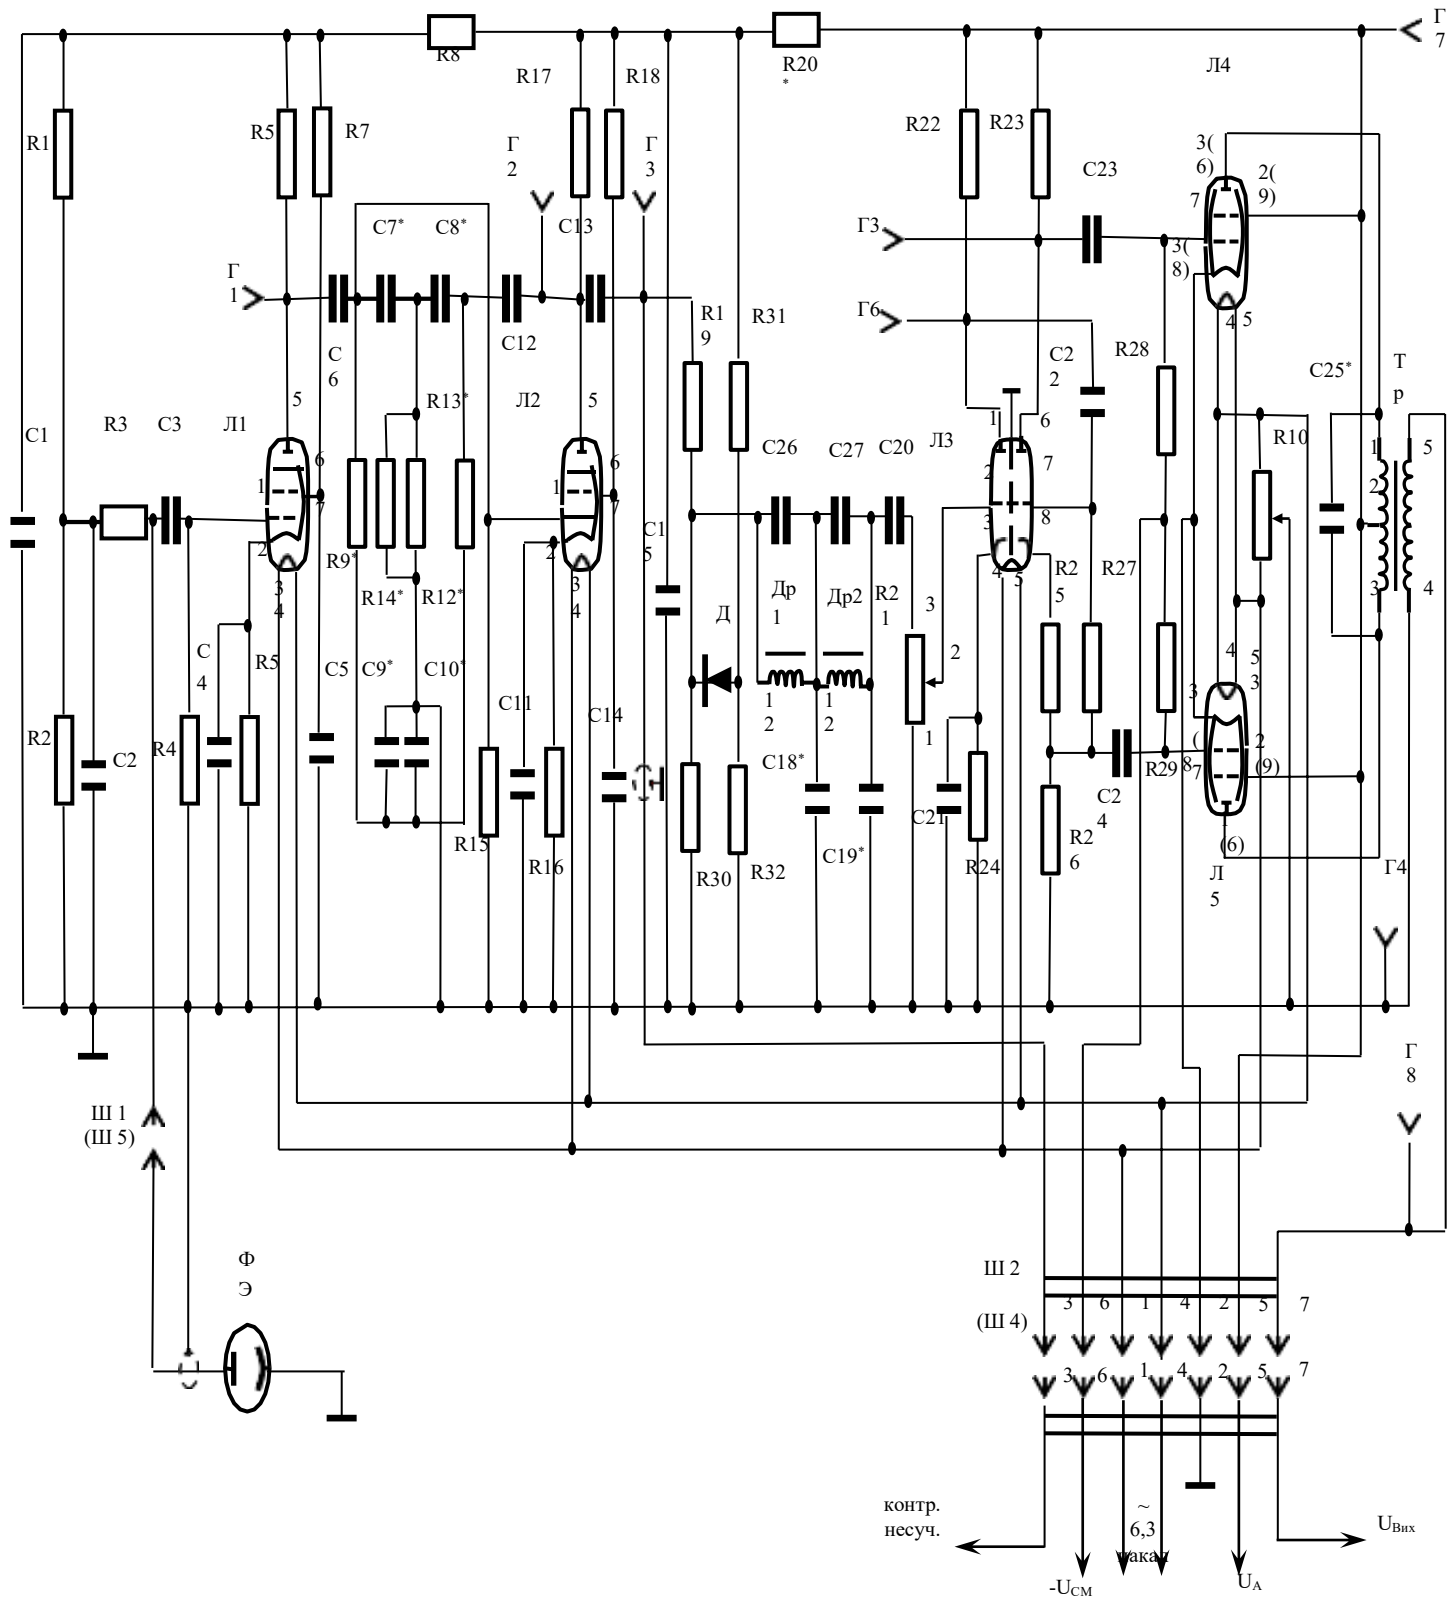 Г
7
R8
R20
*
R17
R18
Л4
R1
R5
R7
Г
2
Г
3
R22
R23
3(
6)
2(
9)
7
C23
C7*
C8*
C13
Г3
3(
8)
Г
1
4
5
R1
9
R31
Г6
C12
C
6
C2
2
R28
C25*
Т
р
5
R13*
Л2
5
1
6
C1
R3
C3
Л1
C26
C27
C20
Л3
R10
6
1
7
6
1
7
2
7
1
5
2
3
8
C1
5
2
R9*
2
3
4
3
4
R14*
R12*
Др
1
Др2
R2
1
3
4
5
R2
5
R27
3
4
Д
C
4
R5
C5
C9*
C10*
2
4
5
3
3
C11
C14
1
2
1
2
1
R2
C2
R4
C18*
(
8
7
2
(9)
R29
C2
4
C21
R15
R16
R30
R32
C19*
R24
R2
6
1
(6)
Л
5
Г4
Г
8
Ш 1
(Ш 5)
Ф
Э
Ш 2
3 6 1 4 2 5 7
(Ш 4)
3 6 1 4 2 5 7
контр.
несуч.
~
6,3
накал
UВих
-UСМ
UА